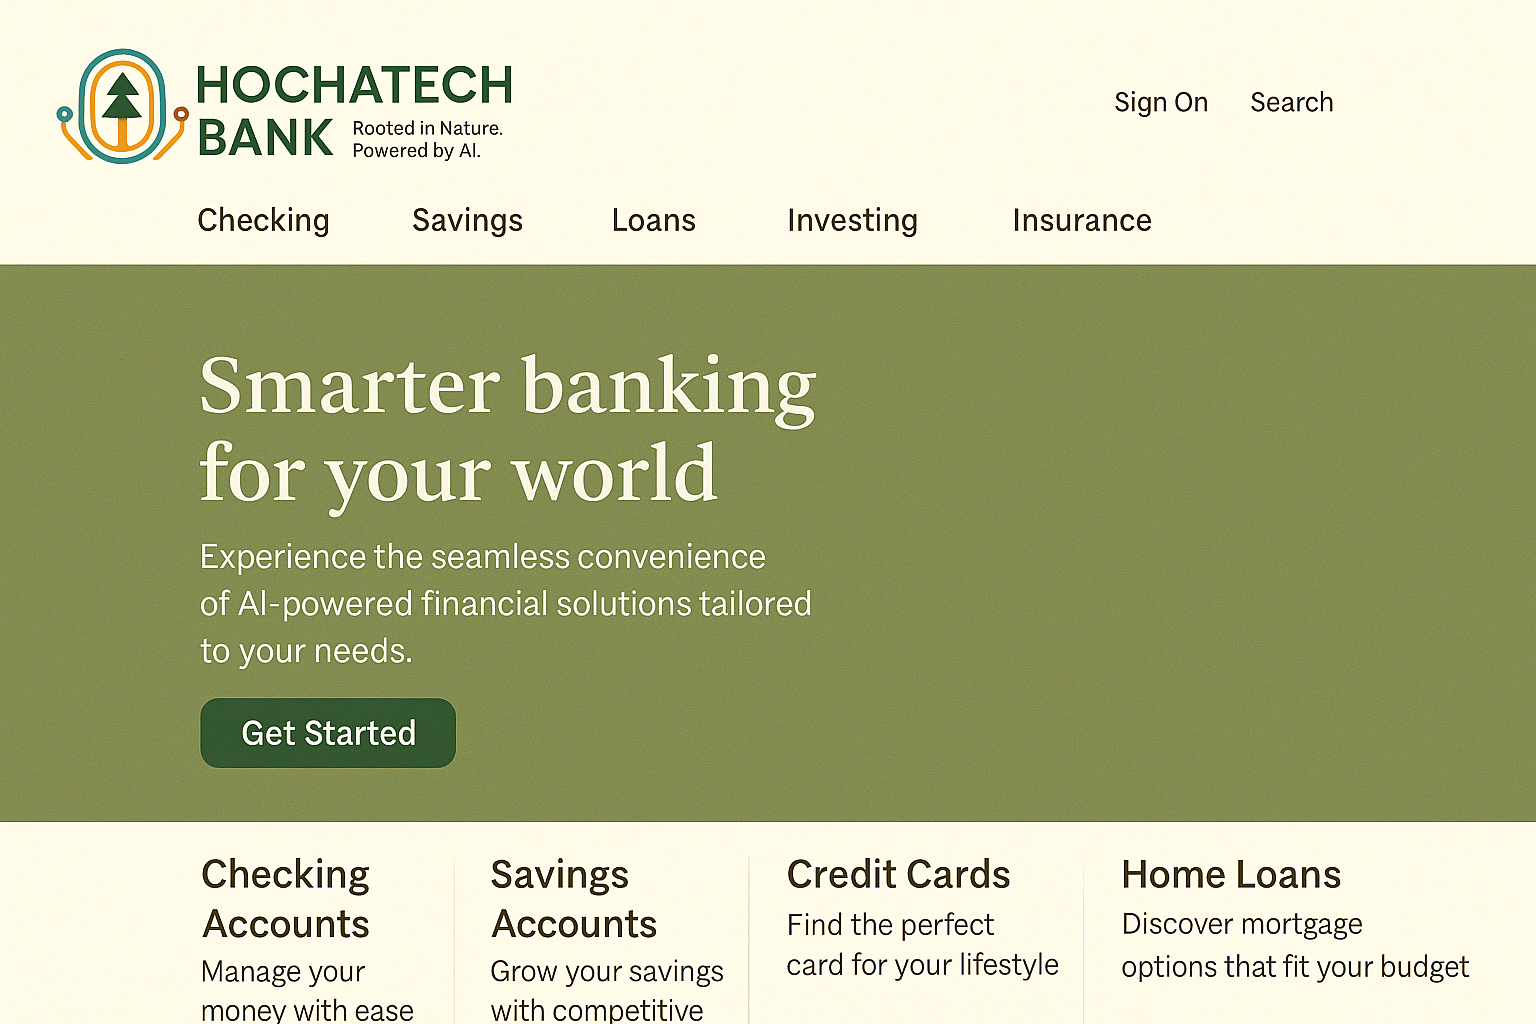 HOCHATECH
BANK
Rooted in Nature.
Powered by AI.
Sign On
Search
Checking
Savings
Loans
Investing
Insurance
Smarter banking
for your world
Experience the seamless convenience
of AI-powered financial solutions tailored
to your needs.
Get Started
Checking
Accounts
Manage your
money with ease
Savings
Accounts
Grow your savings
with competitive
Credit Cards
Find the perfect
card for your lifestyle
Home Loans
Discover mortgage
options that fit your budget